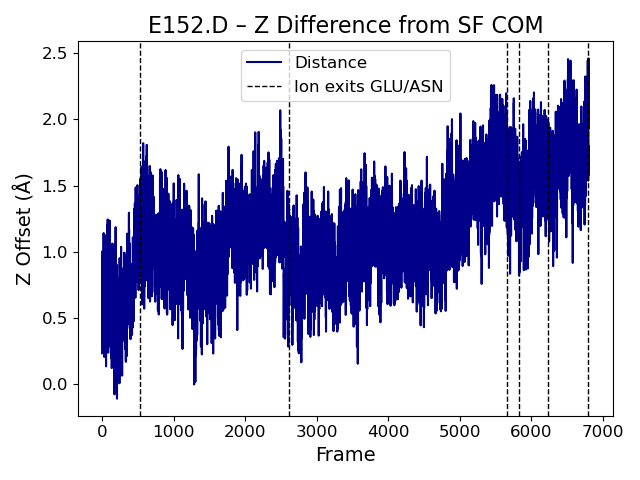 E152.D – Z Difference from SF COM
Distance
Ion exits GLU/ASN
Z Offset (Å)
2.5
2.0
1.5
1.0
0.5
0.0
0 1000 2000 3000 4000 5000 6000 7000
Frame